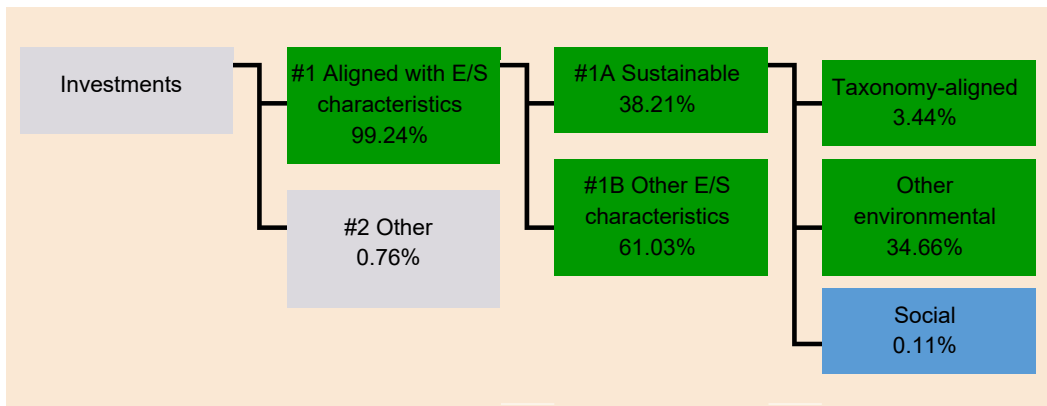 Investments
#1 Aligned with E/S
characteristics
99.24%
#2 Other
0.76%
#1A Sustainable
38.21%
#1B Other E/S
characteristics
61.03%
Taxonomy-aligned
3.44%
Other
environmental
34.66%
Social
0.11%